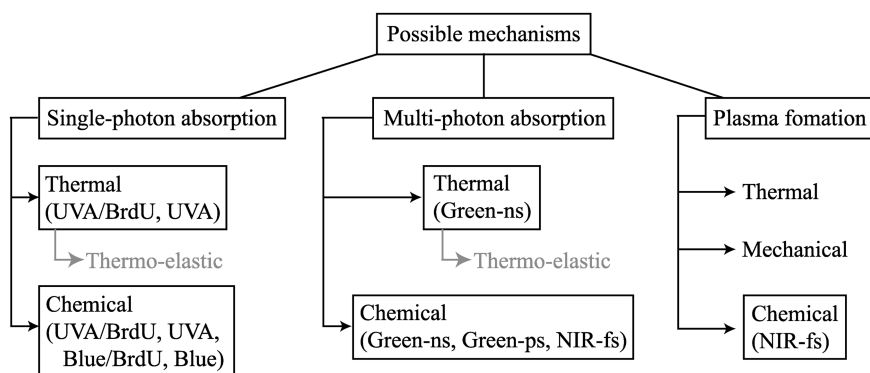 Possible mechanisms
Single-photon absorption
Thermal
(UVA/BrdU, UVA)
Thermo-elastic
Chemical
(UVA/BrdU, UVA,
Blue/BrdU, Blue)
Multi-photon absorption
Thermal
(Green-ns)
Thermo-elastic
Chemical
(Green-ns, Green-ps, NIR-fs)
Plasma fomation
Thermal
Mechanical
Chemical
(NIR-fs)